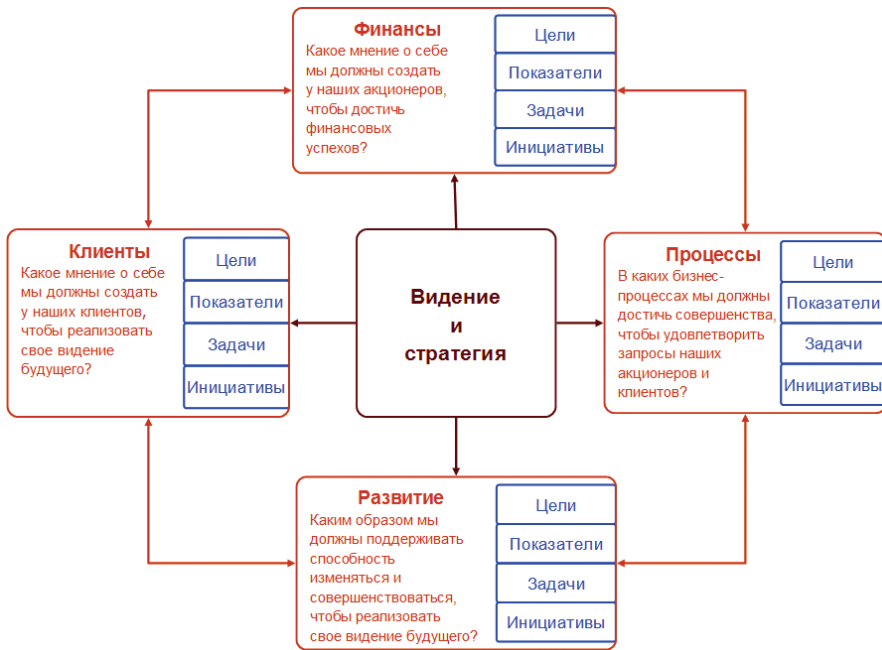 Финансы
Какое мнение о себе
мы должны создать
у наших акционеров,
чтобы достичь
финансовых
успехов?
Цели
Показатели
Задачи
Инициативы
Клиенты
Какое мнение о себе
мы должны создать
у наших клиентов,
чтобы реализовать
свое видение
будущего?
Цели
Показатели
Задачи
Инициативы
Видение
и
стратегия
Процессы
В каких бизнес-
процессах мы должны
достичь совершенства,
чтобы удовлетворить
запросы наших
акционеров и
клиентов?
Цели
Показатели
Задачи
Инициативы
Развитие
Каким образом мы
должны поддерживать
способность
изменяться и
совершенствоваться,
чтобы реализовать
свое видение будущего?
Цели
Показатели
Задачи
Инициативы